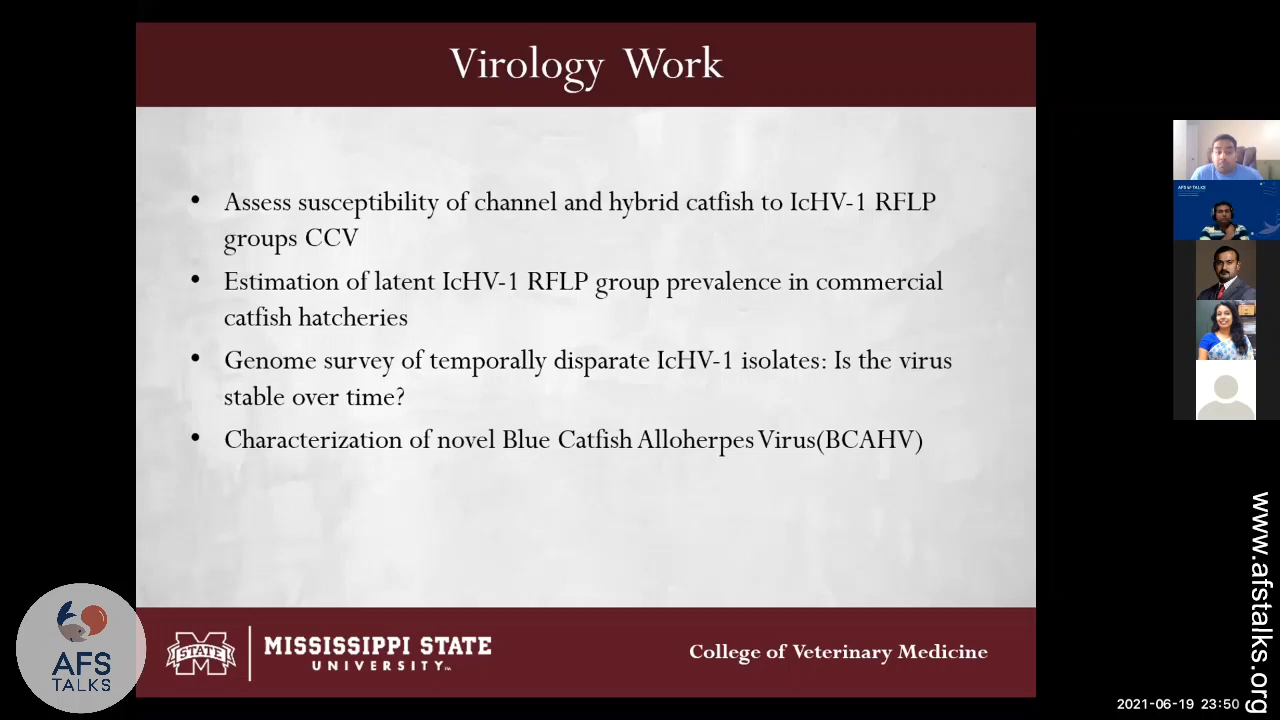 Virology Work
• Assess susceptibility of channel and hybrid catfish to IcHV-1 RFLP
groups CCV
• Estimation of latent IcHV-1 RFLP group prevalence in commercial
catfish hatcheries
• Genome survey of temporally disparate IcHV-1 isolates: Is the virus
stable over time?
• Characterization of novel Blue Catfish Alloherpes Virus(BCAHV)
STATE
MISSISSIPPI STATE
UNIVERSITY™
College of Veterinary Medicine
AFS
TALKS
www.afstalks.org
2021-06-19 23:50